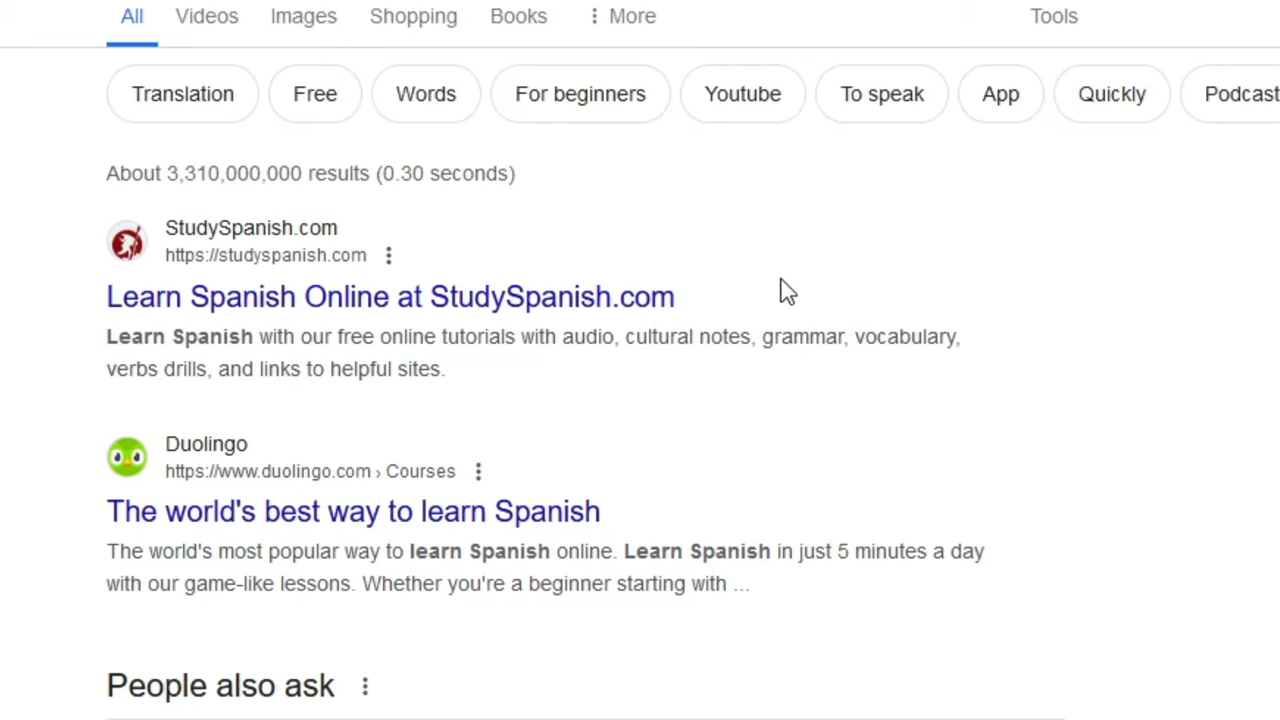 All Videos Images Shopping Books More Tools
Translation Free Words For beginners Youtube To speak App Quickly Podcast
About 3,310,000,000 results (0.30 seconds)
StudySpanish.com
https://studyspanish.com
Learn Spanish Online at StudySpanish.com
Learn Spanish with our free online tutorials with audio, cultural notes, grammar, vocabulary,
verbs drills, and links to helpful sites.
Duolingo
https://www.duolingo.com › Courses
The world's best way to learn Spanish
The world's most popular way to learn Spanish online. Learn Spanish in just 5 minutes a day
with our game-like lessons. Whether you're a beginner starting with ...
People also ask